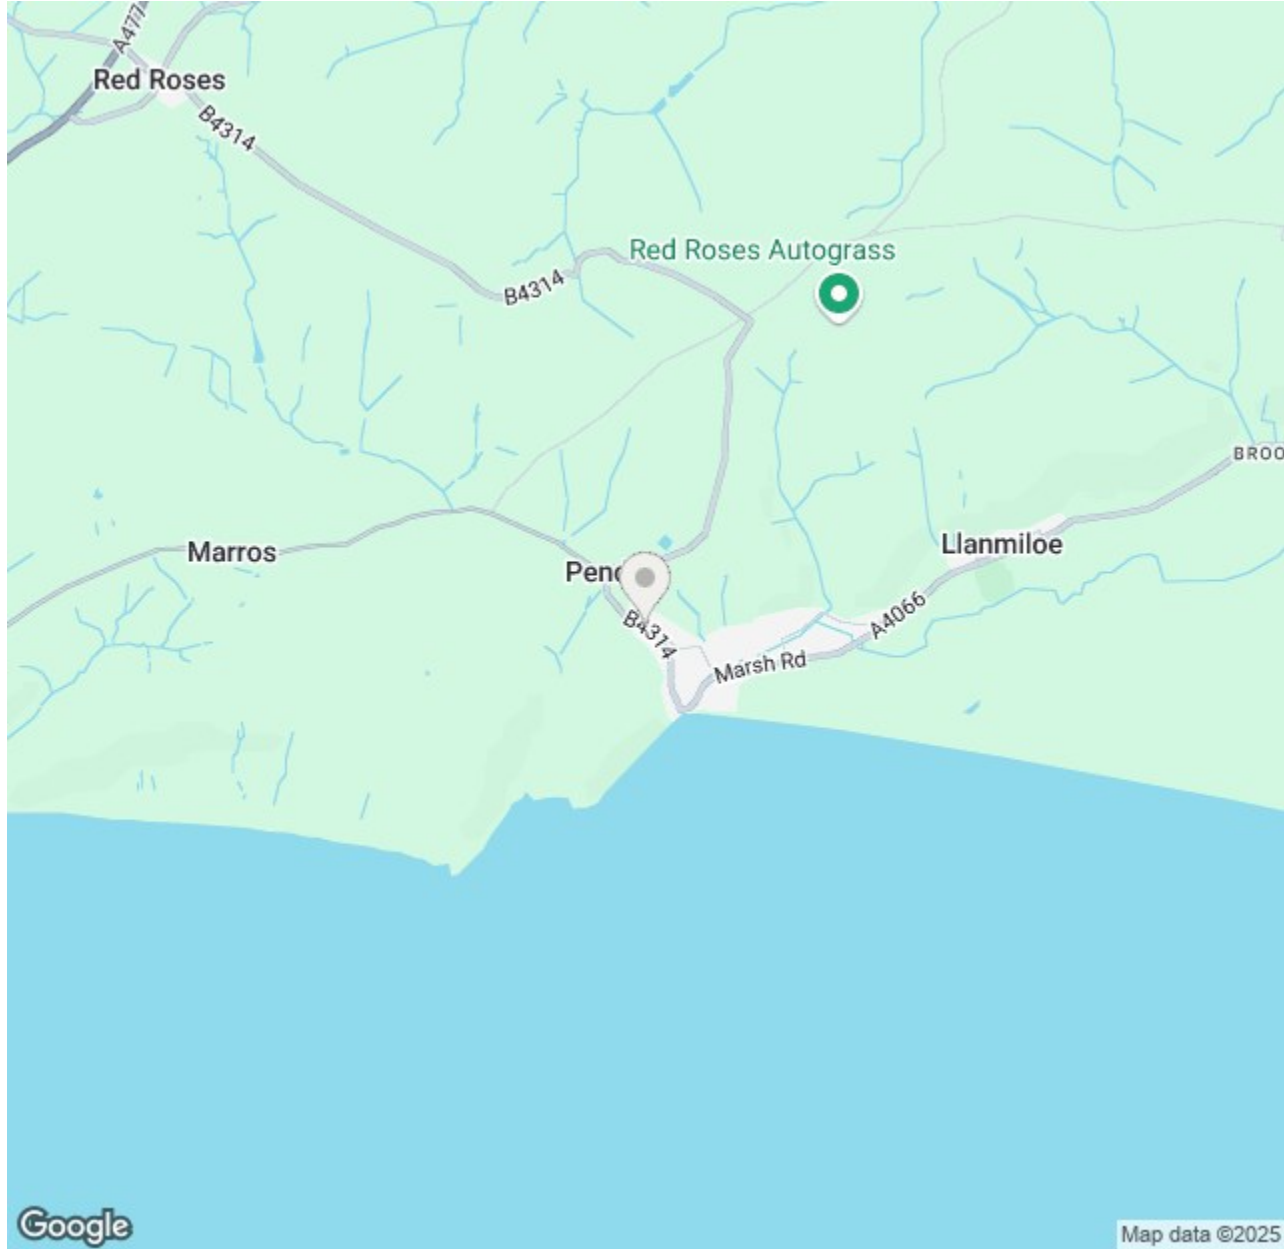 A477
Red Roses
B4314
Red Roses Autograss
B4314
BROO
Llanmiloe
Marros
Pend
A4066
B4314
Marsh Rd
Google
Map data ©2025